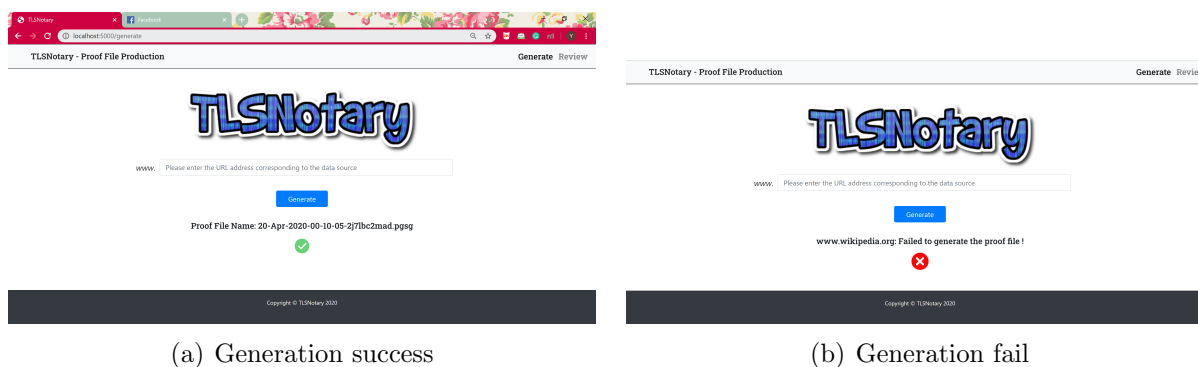 TLSNotary
Facebook
localhost:5000/generate
TLSNotary - Proof File Production Generate Review
TLSNotary
www. Please enter the URL address corresponding to the data source
Generate
Proof File Name: 20-Apr-2020-00-10-05-2j7lbc2mad.pgsg
Copyright © TLSNotary 2020
(a) Generation success
TLSNotary - Proof File Production Generate Revie
TLSNotary
www. Please enter the URL address corresponding to the data source
Generate
www.wikipedia.org: Failed to generate the proof file !
Copyright © TLSNotary 2020
(b) Generation fail